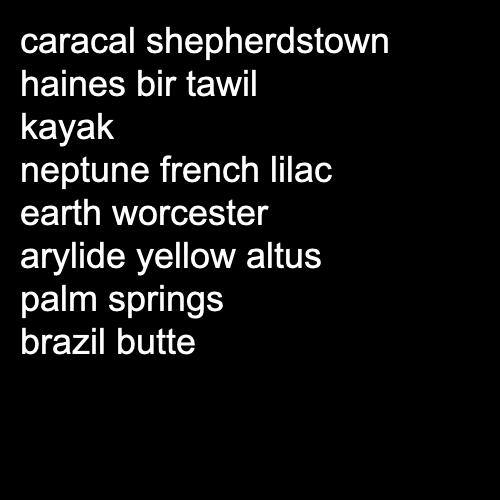 caracal shepherdstown
haines bir tawil
kayak
neptune french lilac
earth worcester
arylide yellow altus
palm springs
brazil butte